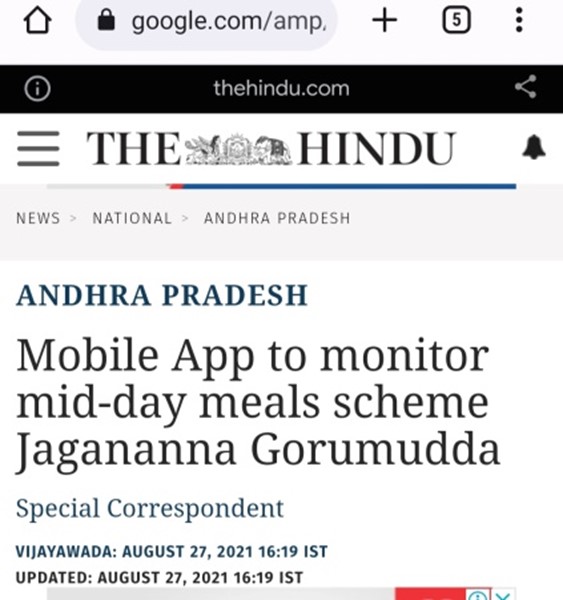 google.com/amp,
5
thehindu.com
THE HINDU
NEWS > NATIONAL > ANDHRA PRADESH
ANDHRA PRADESH
Mobile App to monitor
mid-day meals scheme
Jagananna Gorumudda
Special Correspondent
VIJAYAWADA: AUGUST 27, 2021 16:19 IST
UPDATED: AUGUST 27, 2021 16:19 IST